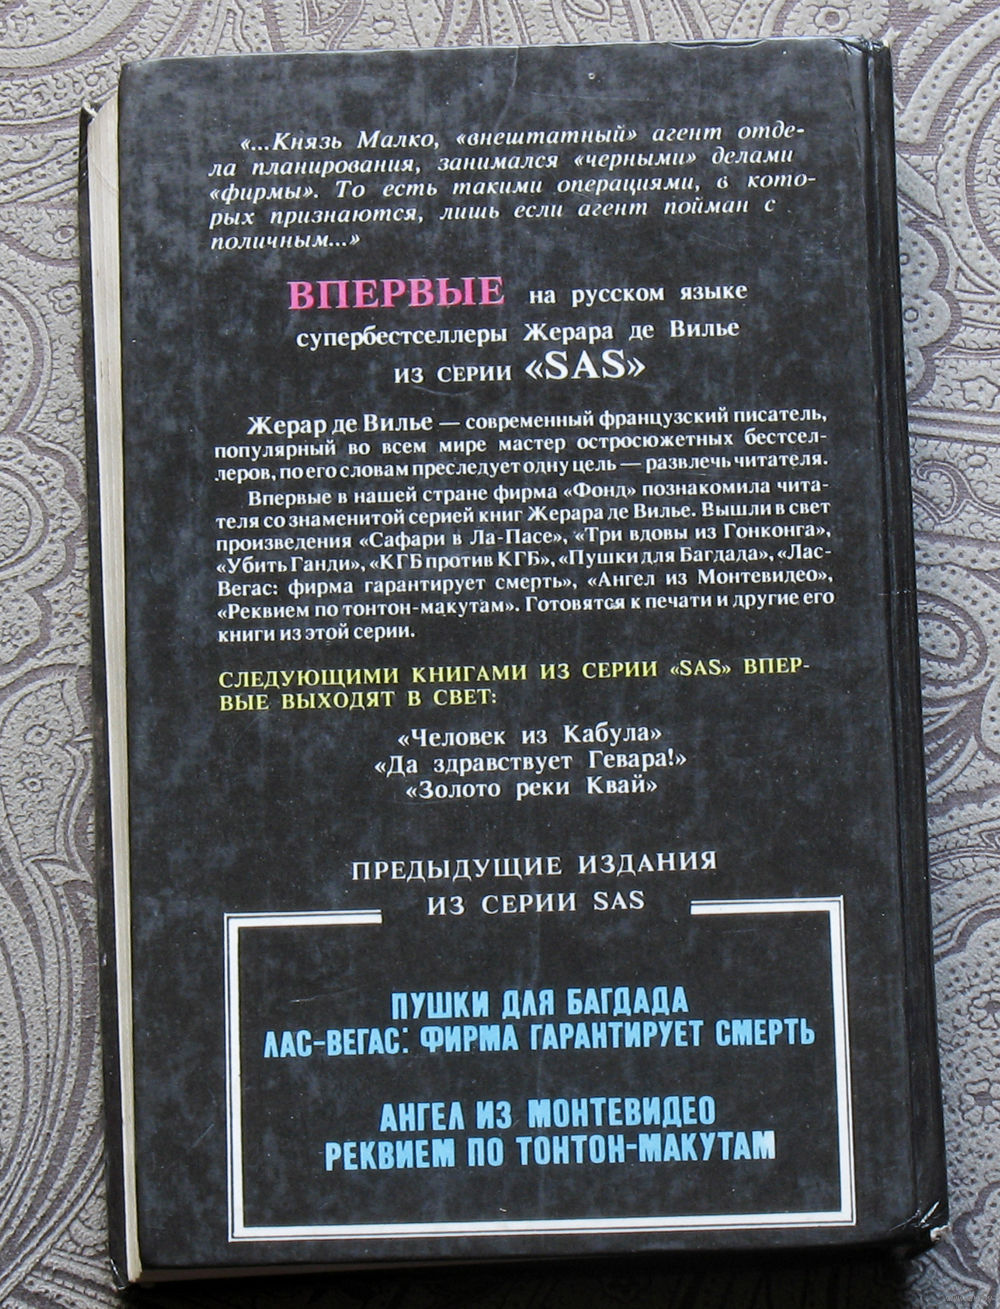 «...Князь Малко, «внештатный» агент отде-
ла планирования, занимался «черными» делами
«фирмы». То есть такими операциями, в кото-
рых признаются, лишь если агент пойман с
поличным...»
ВПЕРВЫЕ на русском языке
супербестселлеры Жерара де Вилье
из серии «SAS»
Жерар де Вилье — современный французский писатель,
популярный во всем мире мастер остросюжетных бестсел-
леров, по его словам преследует одну цель — развлечь читателя.
Впервые в нашей стране фирма «Фонд» познакомила чита-
теля со знаменитой серией книг Жерара де Вилье. Вышли в свет
произведения «Сафари в Ла-Пасе», «Три вдовы из Гонконга»,
«Убить Ганди», «КГБ против КГБ», «Пушки для Багдада», «Лас-
Вегас: фирма гарантирует смерть», «Ангел из Монтевидео»,
«Реквием по тонтон-макутам». Готовятся к печати и другие его
книги из этой серии.
СЛЕДУЮЩИМИ КНИГАМИ ИЗ СЕРИИ «SAS» ВПЕР-
ВЫЕ ВЫХОДЯТ В СВЕТ:
«Человек из Кабула»
«Да здравствует Гевара!»
«Золото реки Квай»
ПРЕДЫДУЩИЕ ИЗДАНИЯ
ИЗ СЕРИИ SAS
ПУШКИ ДЛЯ БАГДАДА
ЛАС-ВЕГАС: ФИРМА ГАРАНТИРУЕТ СМЕРТЬ
АНГЕЛ ИЗ МОНТЕВИДЕО
РЕКВИЕМ ПО ТОНТОН-МАКУТАМ